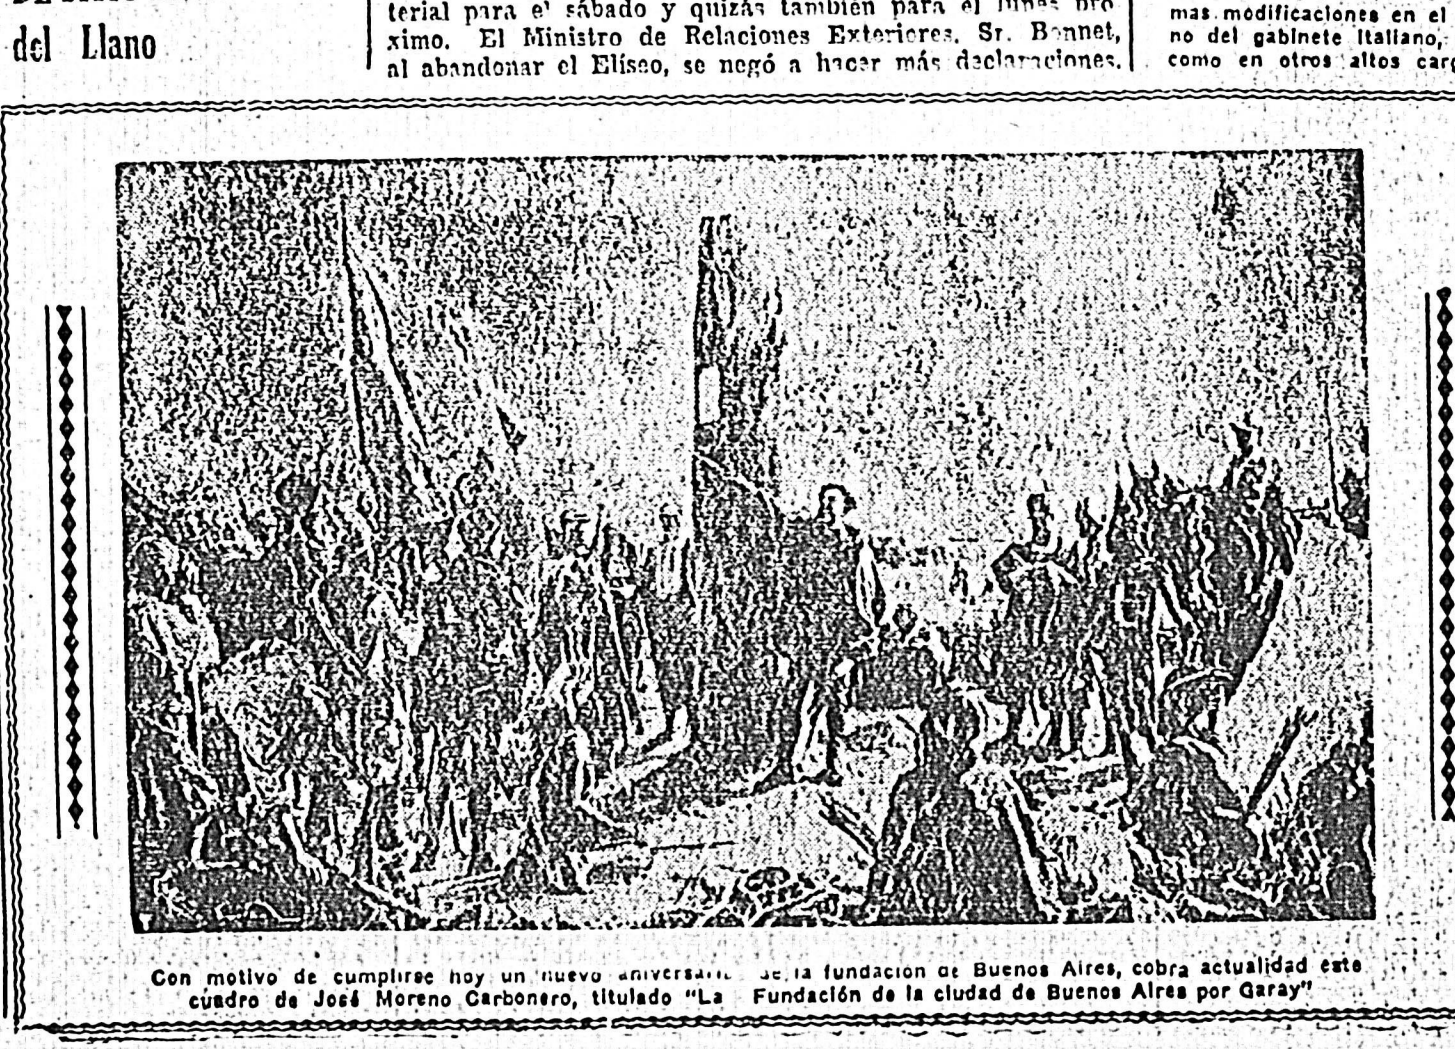 del Llano
terial para e' sábado y quizás también para el lunes pró
ximo. El Ministro de Relaciones Exteriores, Sr. Bonnet,
al abandonar el Elíseo, se negó a hacer más declaraciones.
mas modificaciones en el
no del gabinete italiano,
como en otros altos carg
Con motivo de cumplirse hoy un nuevo aniversario de la fundación de Buenos Aires, cobra actualidad este
cuadro de José Moreno Carbonero, titulado "La Fundación de la ciudad de Buenos Aires por Garay"